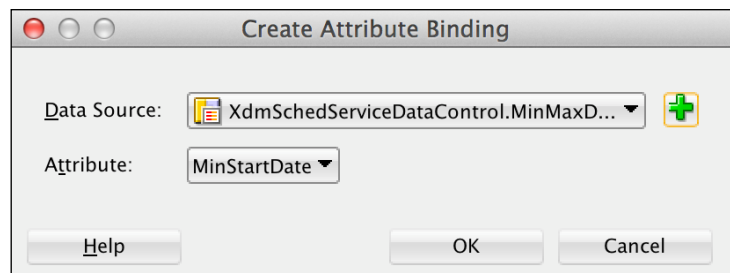 Create Attribute Binding
Data Source: XdmSchedServiceDataControl.MinMaxD...
Attribute: MinStartDate
Help OK Cancel